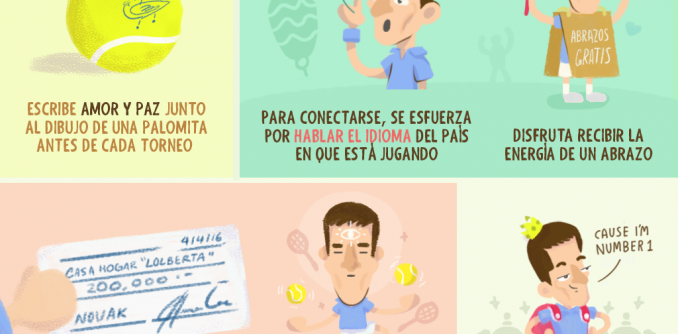 ABRAZOS
GRATIS
ESCRIBE AMOR Y PAZ JUNTO
AL DIBUJO DE UNA PALOMITA
ANTES DE CADA TORNEO
PARA CONECTARSE, SE ESFUERZA
POR HABLAR EL IDIOMA DEL PAÍS
EN QUE ESTÁ JUGANDO
DISFRUTA RECIBIR LA
ENERGÍA DE UN ABRAZO
4/4/16
CASA HOGAR "LOLBERTA"
200,000.--
NOVAK
CAUSE I'M
NUMBER 1